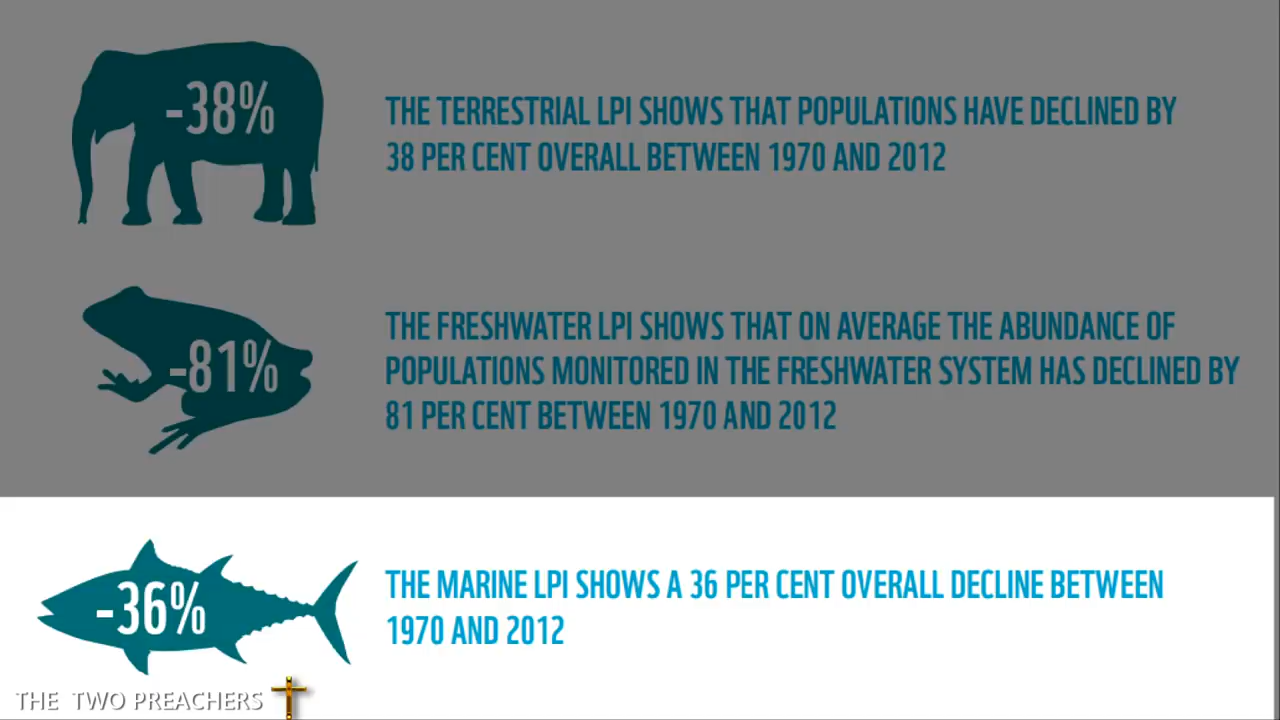 -38%
THE TERRESTRIAL LPI SHOWS THAT POPULATIONS HAVE DECLINED BY
38 PER CENT OVERALL BETWEEN 1970 AND 2012
-81%
THE FRESHWATER LPI SHOWS THAT ON AVERAGE THE ABUNDANCE OF
POPULATIONS MONITORED IN THE FRESHWATER SYSTEM HAS DECLINED BY
81 PER CENT BETWEEN 1970 AND 2012
-36%
THE MARINE LPI SHOWS A 36 PER CENT OVERALL DECLINE BETWEEN
1970 AND 2012
THE TWO PREACHERS